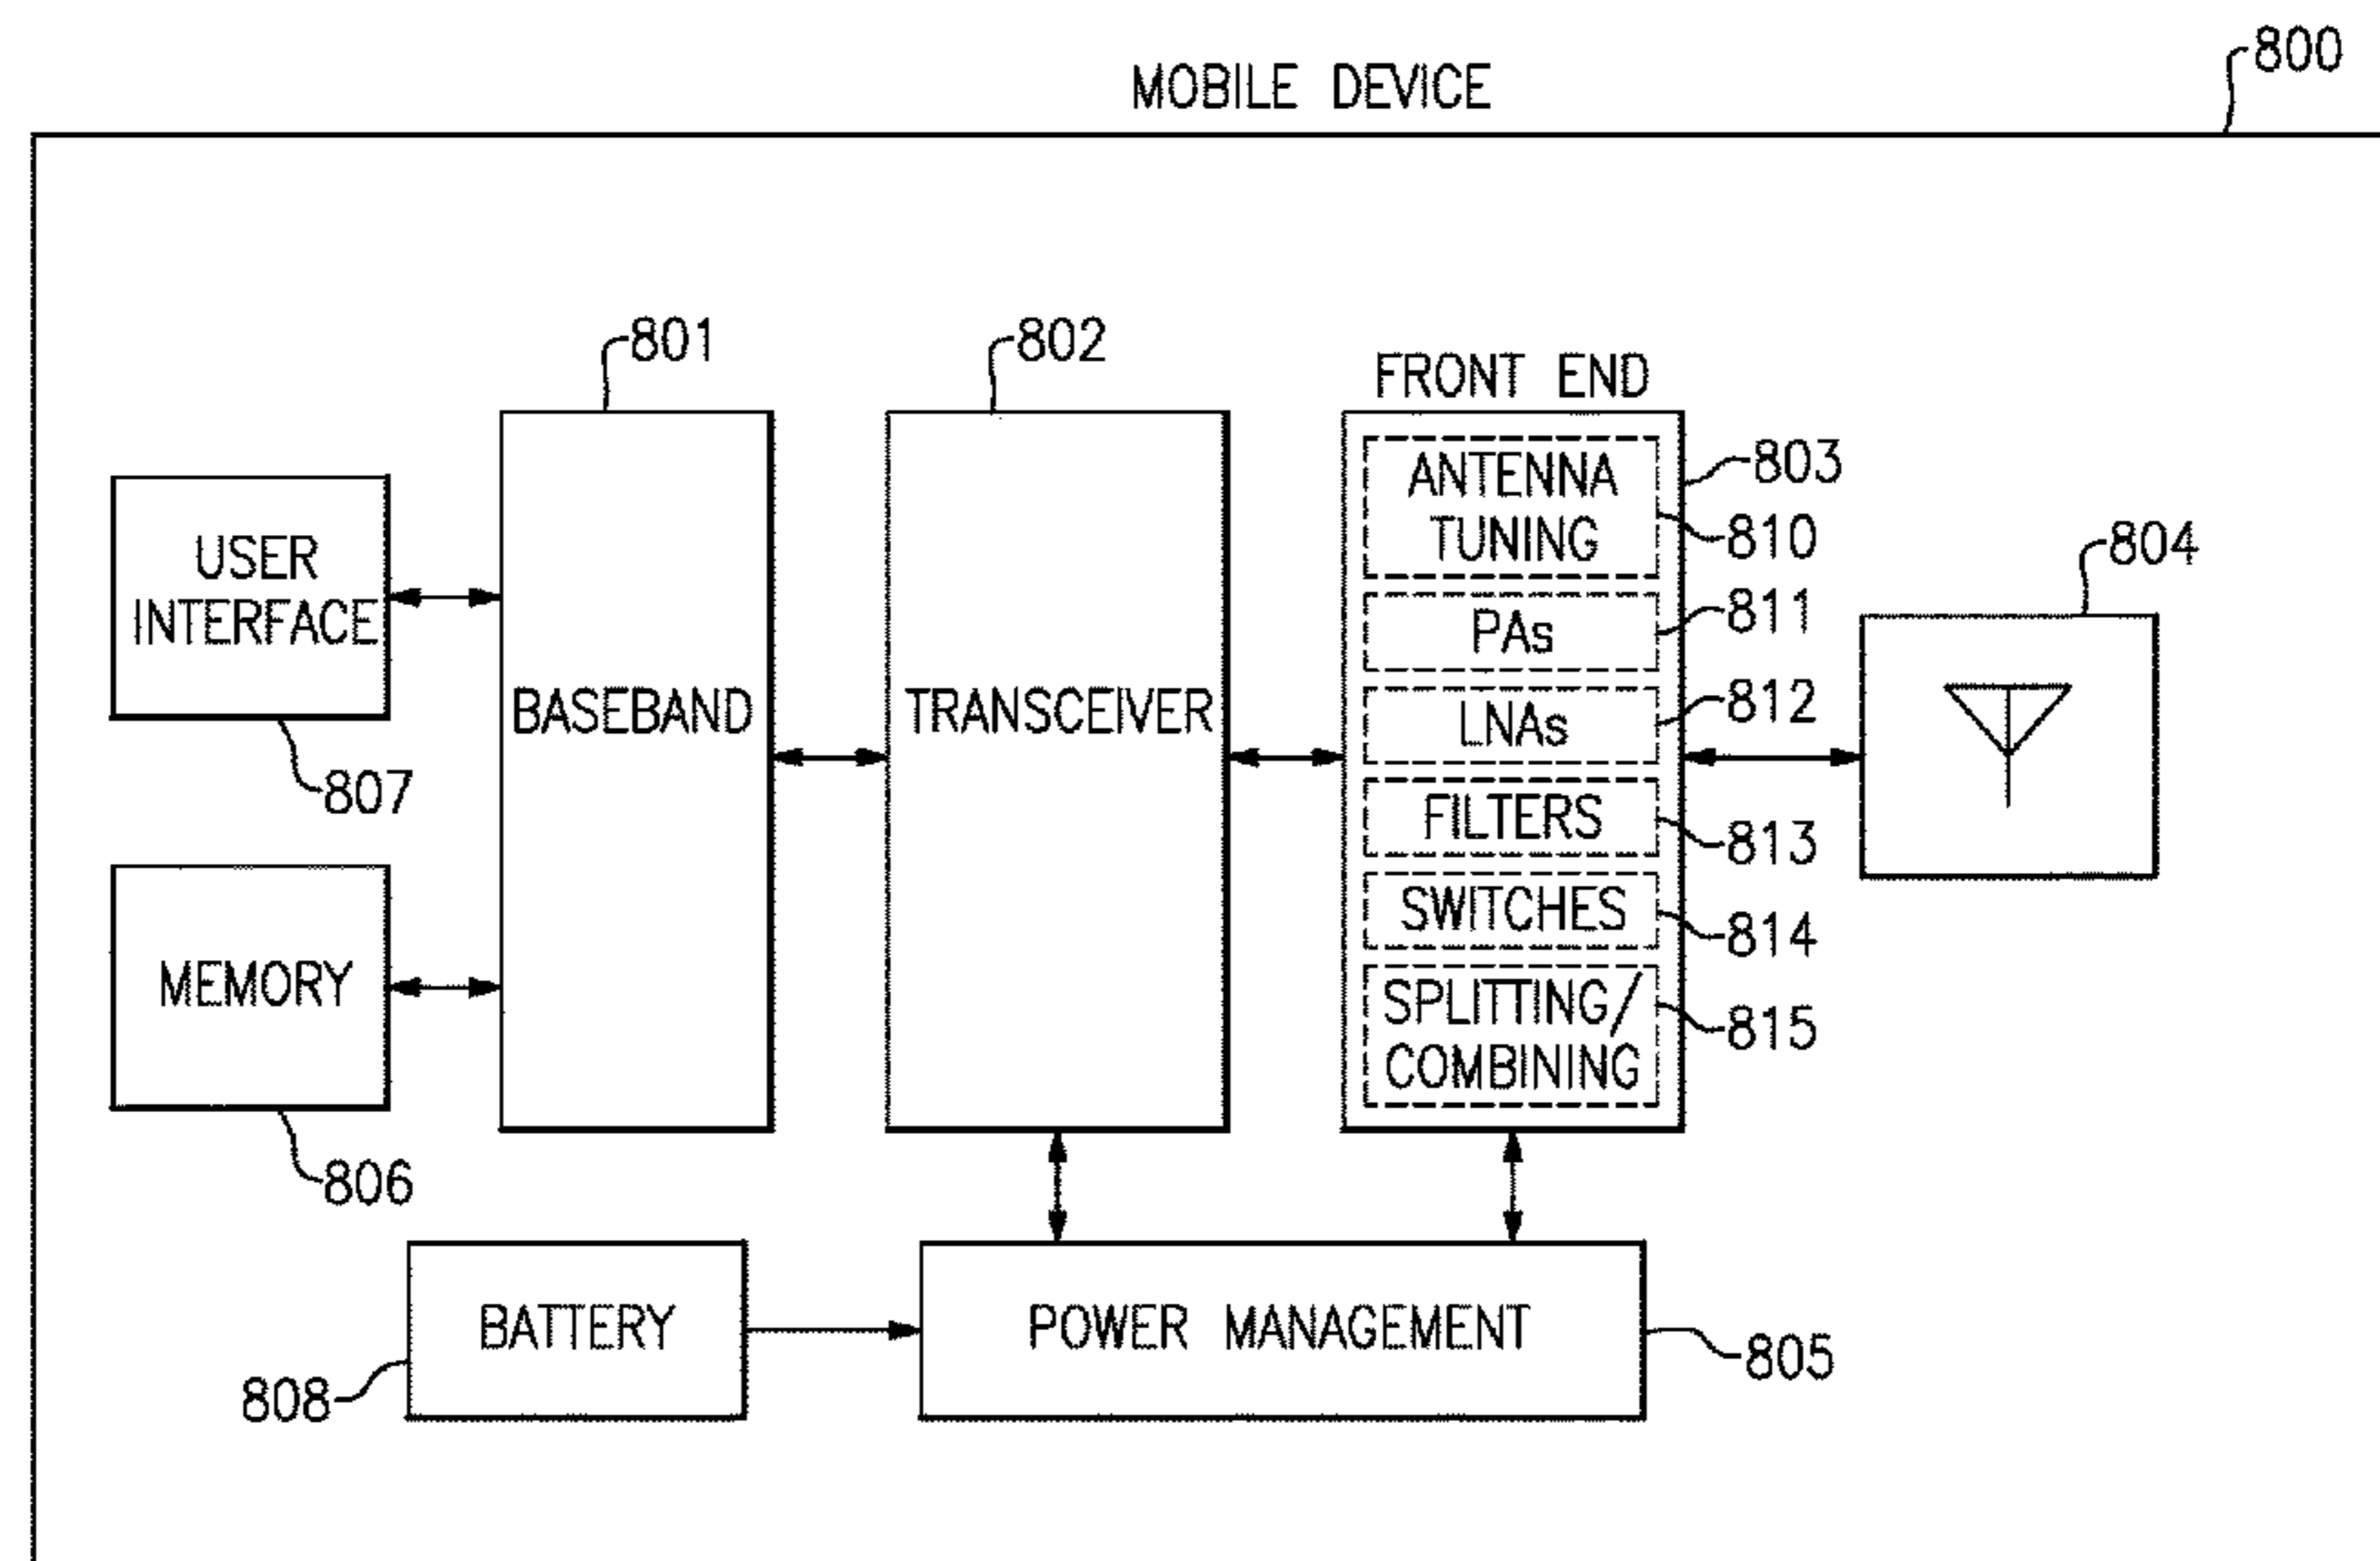 800
MOBILE DEVICE
801
802
FRONT END
803
ANTENNA
TUNING
810
804
USER
INTERFACE
811
PAs
BASEBAND
TRANSCEIVER
812
LNAs
807
FILTERS
813
SWITCHES
814
MEMORY
SPLITTING/
COMBINING
815
806
BATTERY
POWER MANAGEMENT
805
808